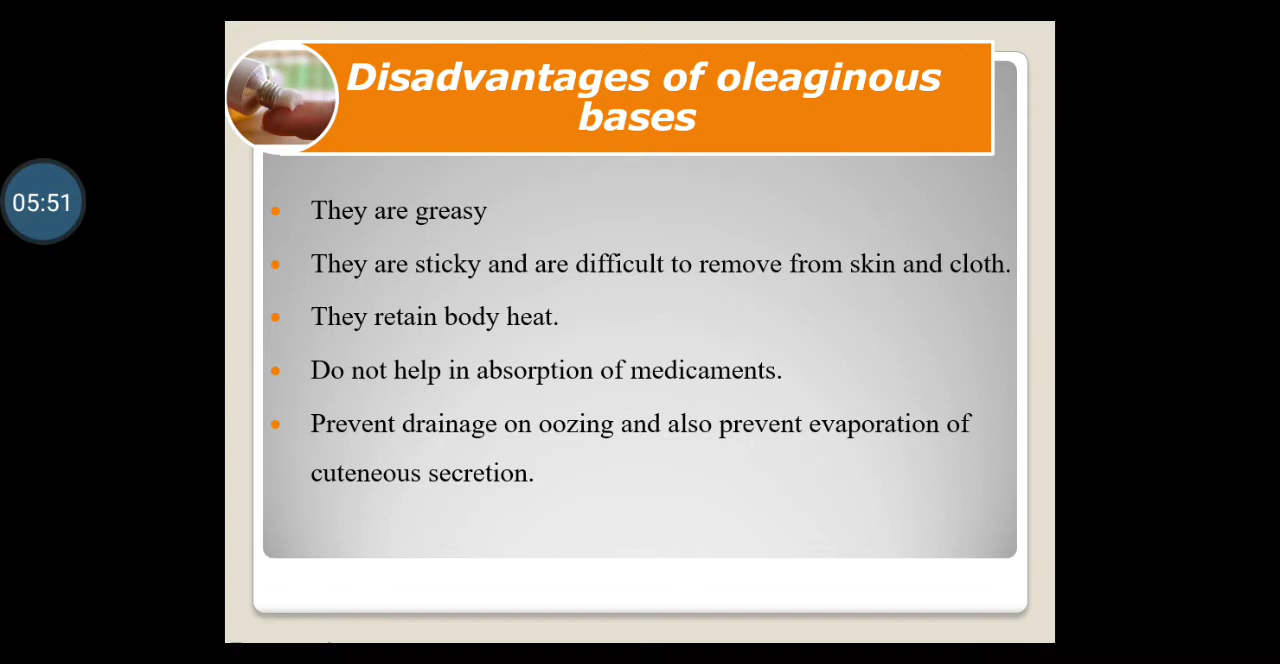 Disadvantages of oleaginous
bases
05:51
They are greasy
They are sticky and are difficult to remove from skin and cloth.
They retain body heat.
Do not help in absorption of medicaments.
Prevent drainage on oozing and also prevent evaporation of
cuteneous secretion.